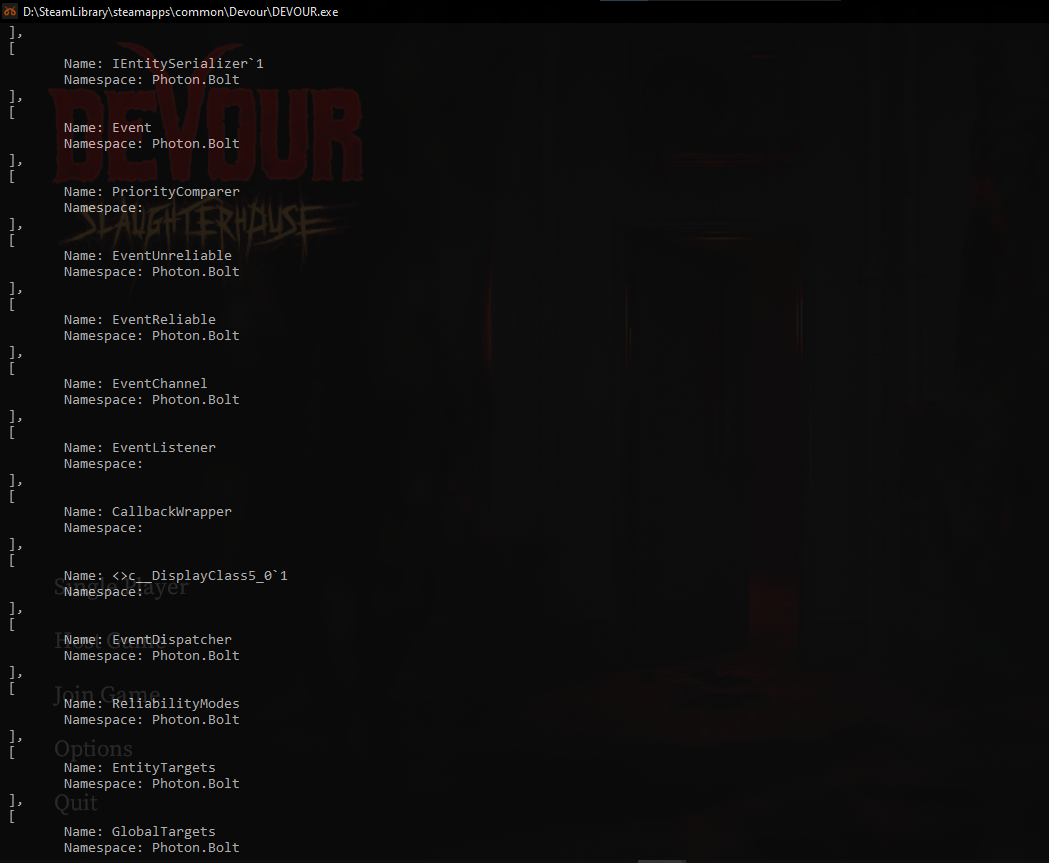 D:\SteamLibrary\steamapps\common\Devour\DEVOUR.exe
],
[
Name: IEntitySerializer`1
Namespace: Photon.Bolt
],
[
Name: Event
Namespace: Photon.Bolt
],
[
Name: PriorityComparer
Namespace:
],
[
Name: EventUnreliable
Namespace: Photon.Bolt
],
[
Name: EventReliable
Namespace: Photon.Bolt
],
[
Name: EventChannel
Namespace: Photon.Bolt
],
[
Name: EventListener
Namespace:
],
[
Name: CallbackWrapper
Namespace:
],
[
Name: <>c__DisplayClass5_0`1
Namespace:
],
[
Name: EventDispatcher
Namespace: Photon.Bolt
],
[
Name: ReliabilityModes
Namespace: Photon.Bolt
],
[
Name: EntityTargets
Namespace: Photon.Bolt
],
[
Name: GlobalTargets
Namespace: Photon.Bolt
DEVOUR
SLAUGHTERHOUSE
Single Player
Host Game
Join Game
Options
Quit